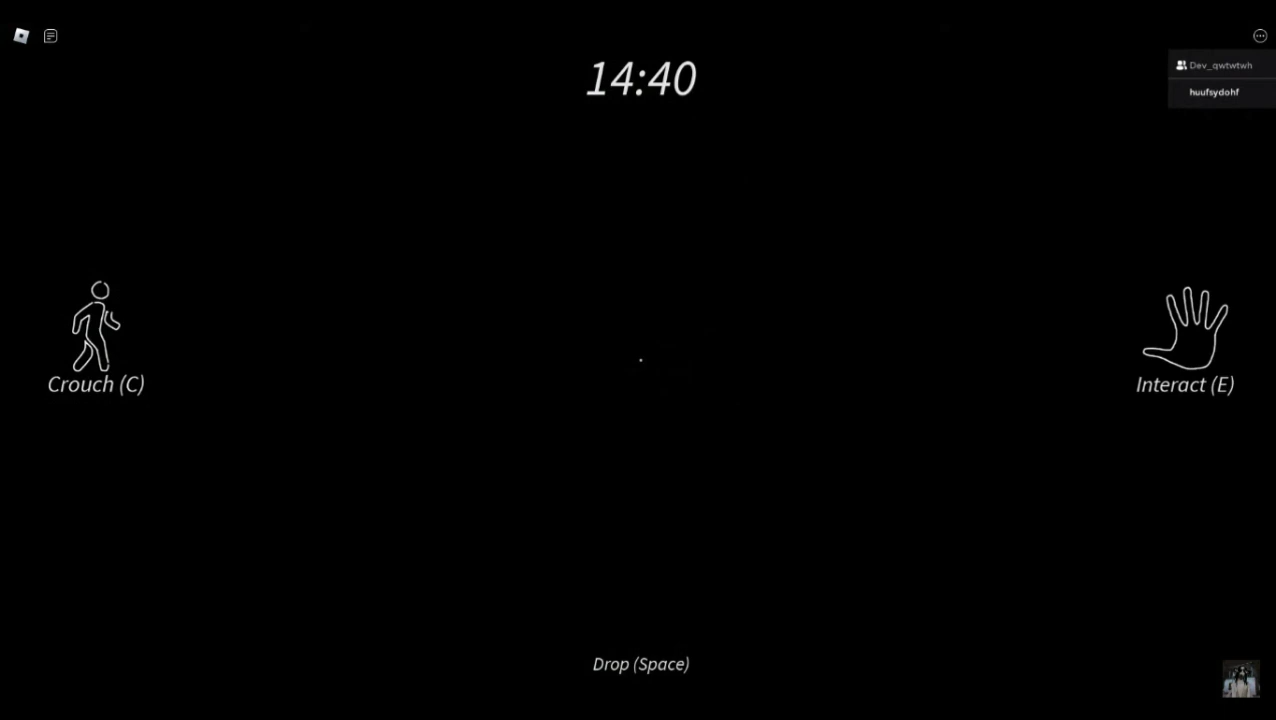 14:40
Dev_qwtwtwh
huufsydohf
Crouch (C)
Interact (E)
Drop (Space)